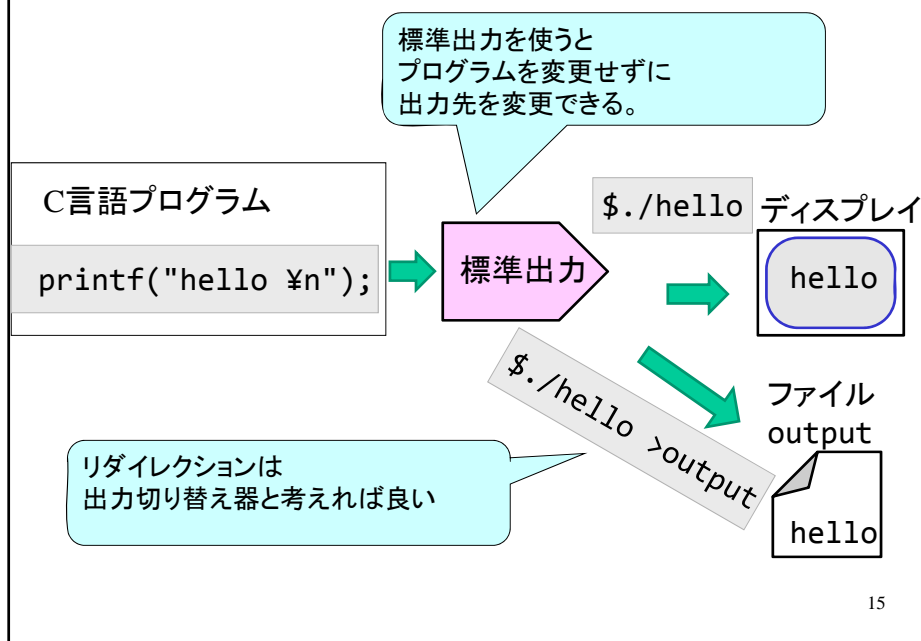 標準出力を使うと
プログラムを変更せずに
出力先を変更できる。
C言語プログラム
printf("hello ¥n");
標準出力
$./hello
ディスプレイ
hello
$./hello >output
ファイル
output
hello
リダイレクションは
出力切り替え器と考えれば良い
15